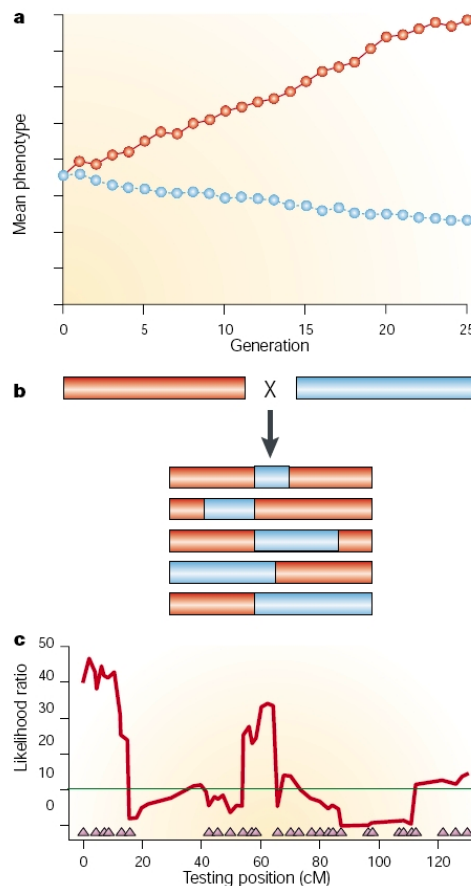 a
Mean phenotype
0 5 10 15 20 25
Generation
b
X
c
Likelihood ratio
50
40
30
20
10
0
0 20 40 60 80 100 120
Testing position (cM)